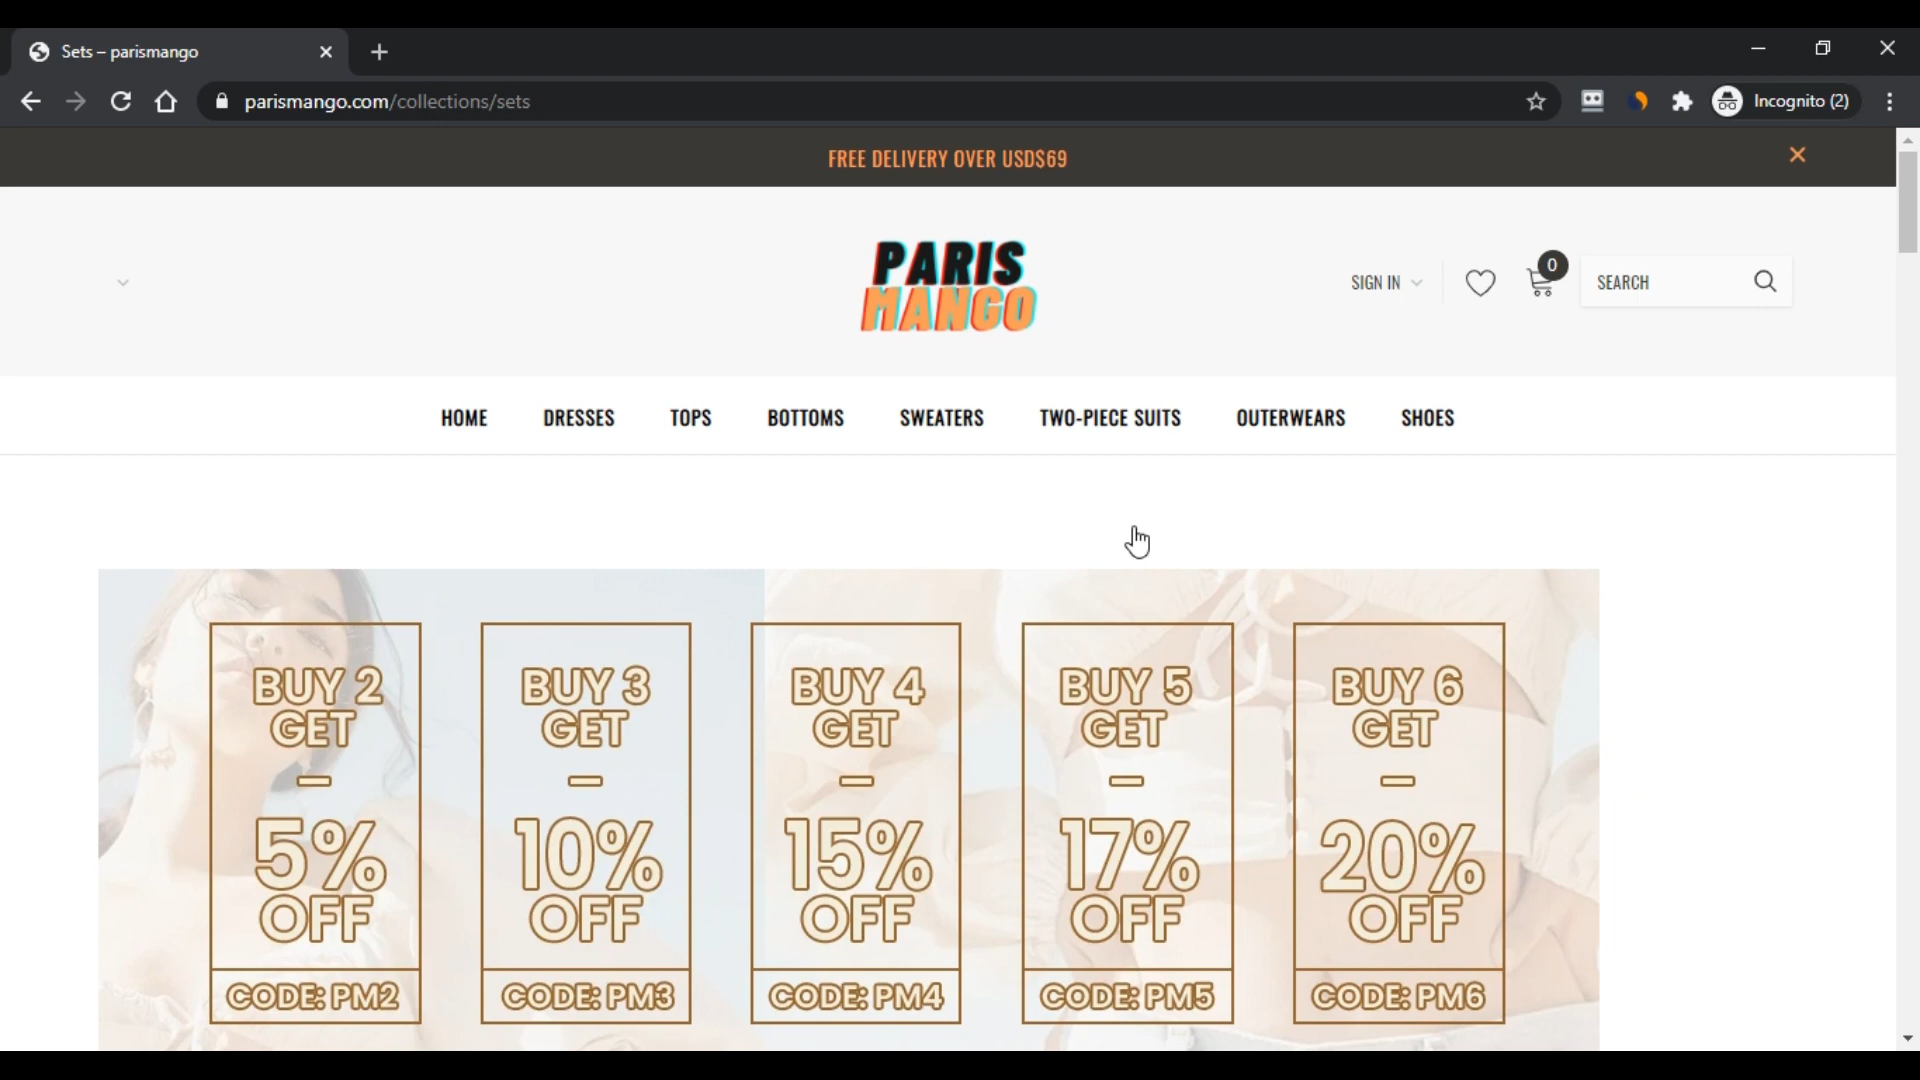 Sets – parismango
parismango.com/collections/sets
Incognito (2)
FREE DELIVERY OVER USD$69
PARIS
MANGO
SIGN IN
0
SEARCH
HOME DRESSES TOPS BOTTOMS SWEATERS TWO-PIECE SUITS OUTERWEARS SHOES
BUY 2
GET
5%
OFF
CODE: PM2
BUY 3
GET
10%
OFF
CODE: PM3
BUY 4
GET
15%
OFF
CODE: PM4
BUY 5
GET
17%
OFF
CODE: PM5
BUY 6
GET
20%
OFF
CODE: PM6